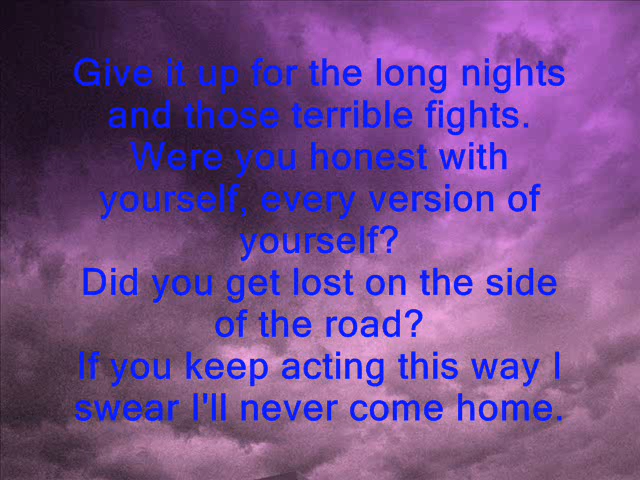 Give it up for the long nights
and those terrible fights.
Were you honest with
yourself, every version of
yourself?
Did you get lost on the side
of the road?
If you keep acting this way I
swear I'll never come home.